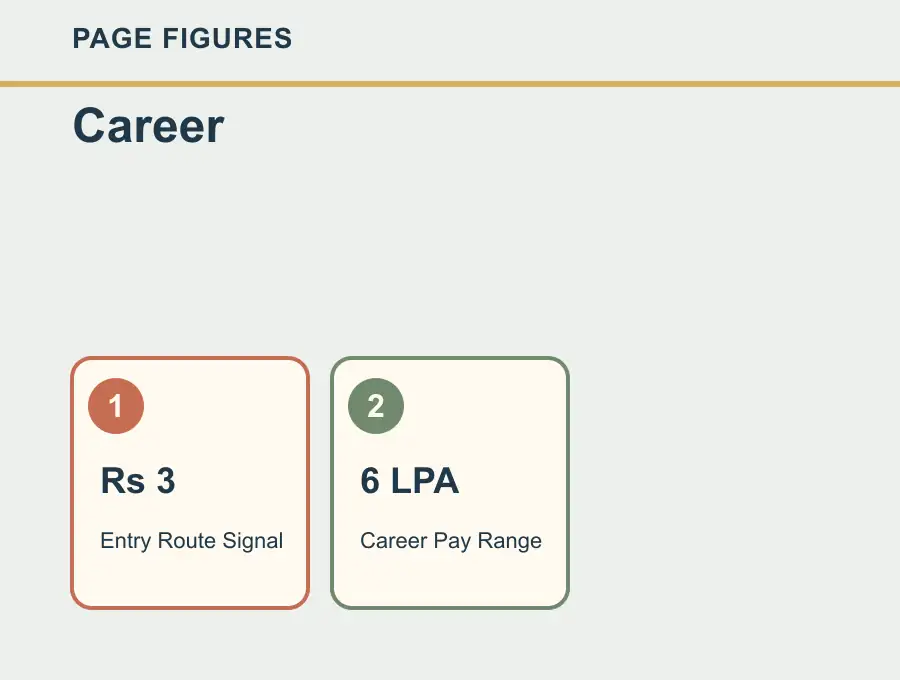 PAGE FIGURES
Career
1
Rs 3
Entry Route Signal
2
6 LPA
Career Pay Range